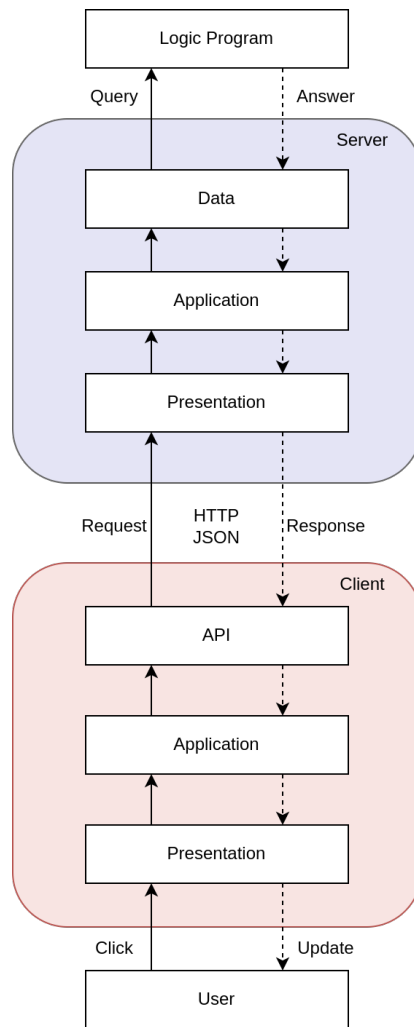 Logic Program
Query
Answer
Server
Data
Application
Presentation
Request
HTTP
JSON
Response
Client
API
Application
Presentation
Click
Update
User